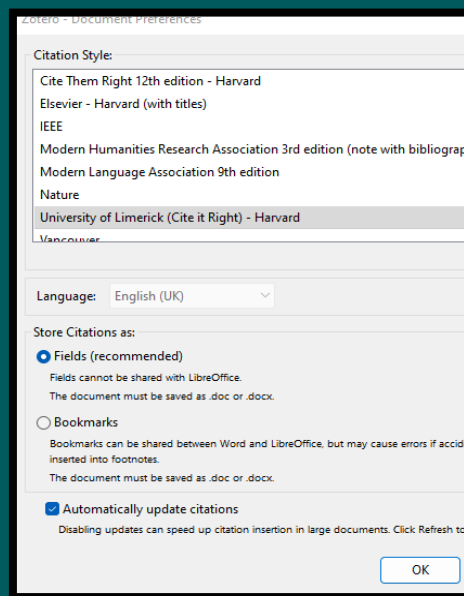 Zotero - Document Preferences
Citation Style:
Cite Them Right 12th edition - Harvard
Elsevier - Harvard (with titles)
IEEE
Modern Humanities Research Association 3rd edition (note with bibliograp
Modern Language Association 9th edition
Nature
University of Limerick (Cite it Right) - Harvard
Vancouver
Language: English (UK)
Store Citations as:
Fields (recommended)
Fields cannot be shared with LibreOffice.
The document must be saved as .doc or .docx.
Bookmarks
Bookmarks can be shared between Word and LibreOffice, but may cause errors if accid
inserted into footnotes.
The document must be saved as .doc or .docx.
Automatically update citations
Disabling updates can speed up citation insertion in large documents. Click Refresh to
OK